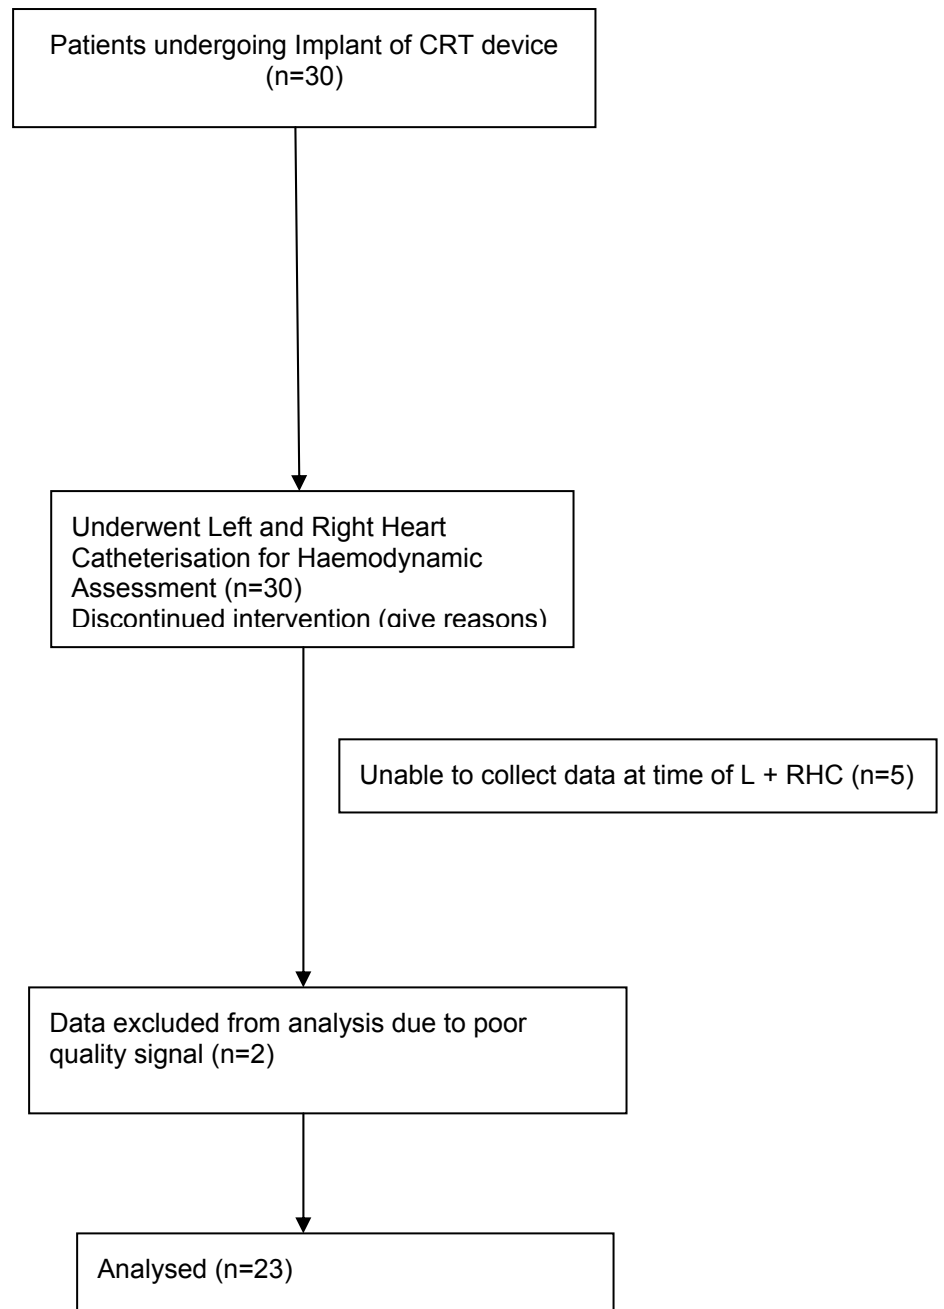 Patients undergoing Implant of CRT device
(n=30)
Underwent Left and Right Heart
Catheterisation for Haemodynamic
Assessment (n=30)
Discontinued intervention (give reasons)
Unable to collect data at time of L + RHC (n=5)
Data excluded from analysis due to poor
quality signal (n=2)
Analysed (n=23)